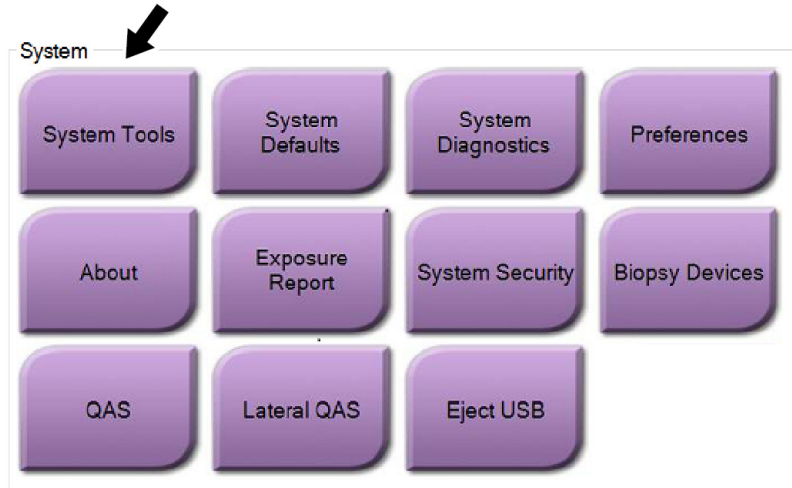 System
System Tools
System
Defaults
System
Diagnostics
Preferences
About
Exposure
Report
System Security
Biopsy Devices
QAS
Lateral QAS
Eject USB